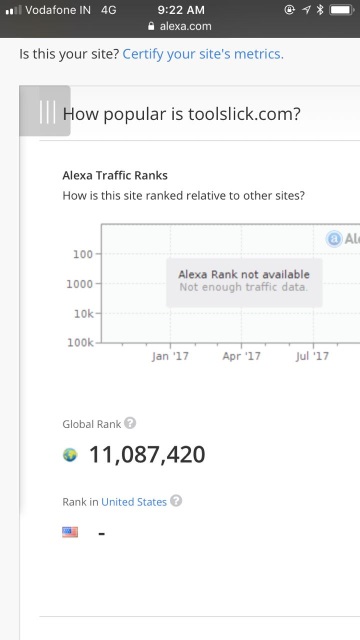 Vodafone IN 4G 9:22 AM
alexa.com
Is this your site? Certify your site's metrics.
How popular is toolslick.com?
Alexa Traffic Ranks
How is this site ranked relative to other sites?
Al
100
Alexa Rank not available
1000
Not enough traffic data.
10k
100k
Jan '17 Apr '17 Jul '17
Global Rank ?
11,087,420
Rank in United States ?
-